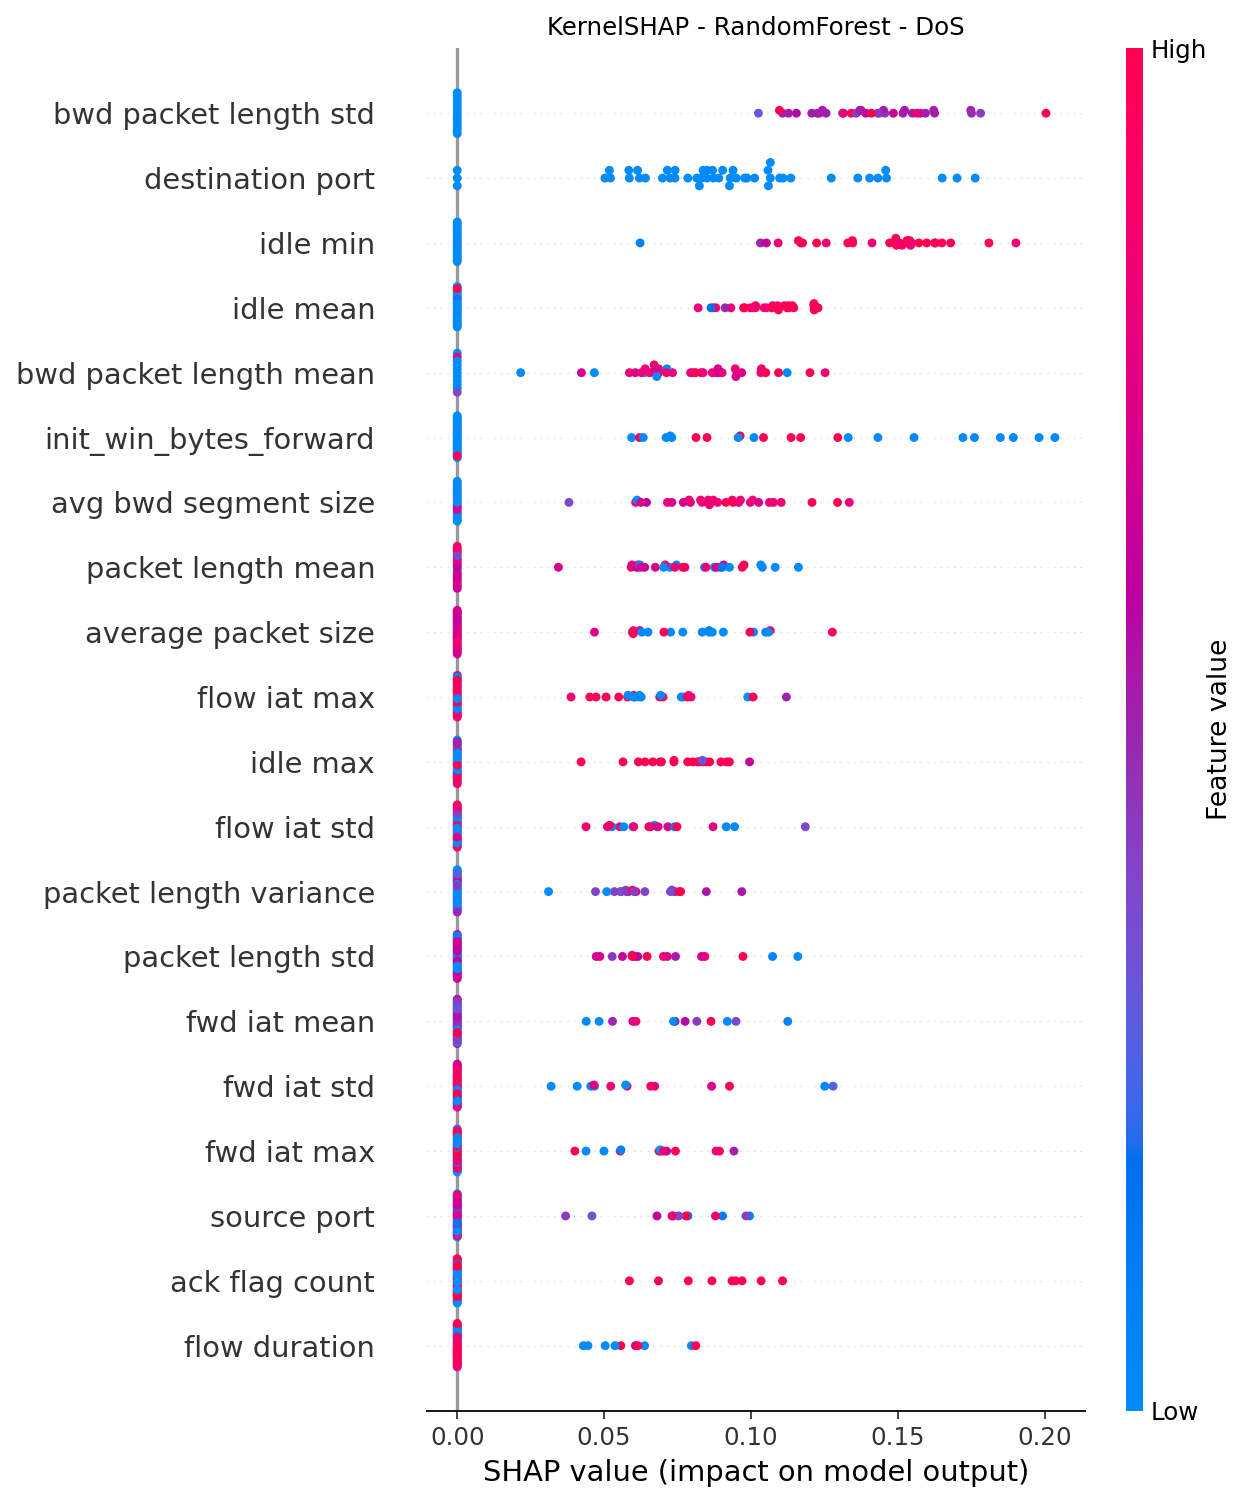 KernelSHAP - RandomForest - DoS
High
bwd packet length std
destination port
idle min
idle mean
bwd packet length mean
init_win_bytes_forward
avg bwd segment size
packet length mean
average packet size
flow iat max
idle max
flow iat std
packet length variance
packet length std
fwd iat mean
fwd iat std
fwd iat max
source port
ack flag count
flow duration
Feature value
Low
0.00 0.05 0.10 0.15 0.20
SHAP value (impact on model output)